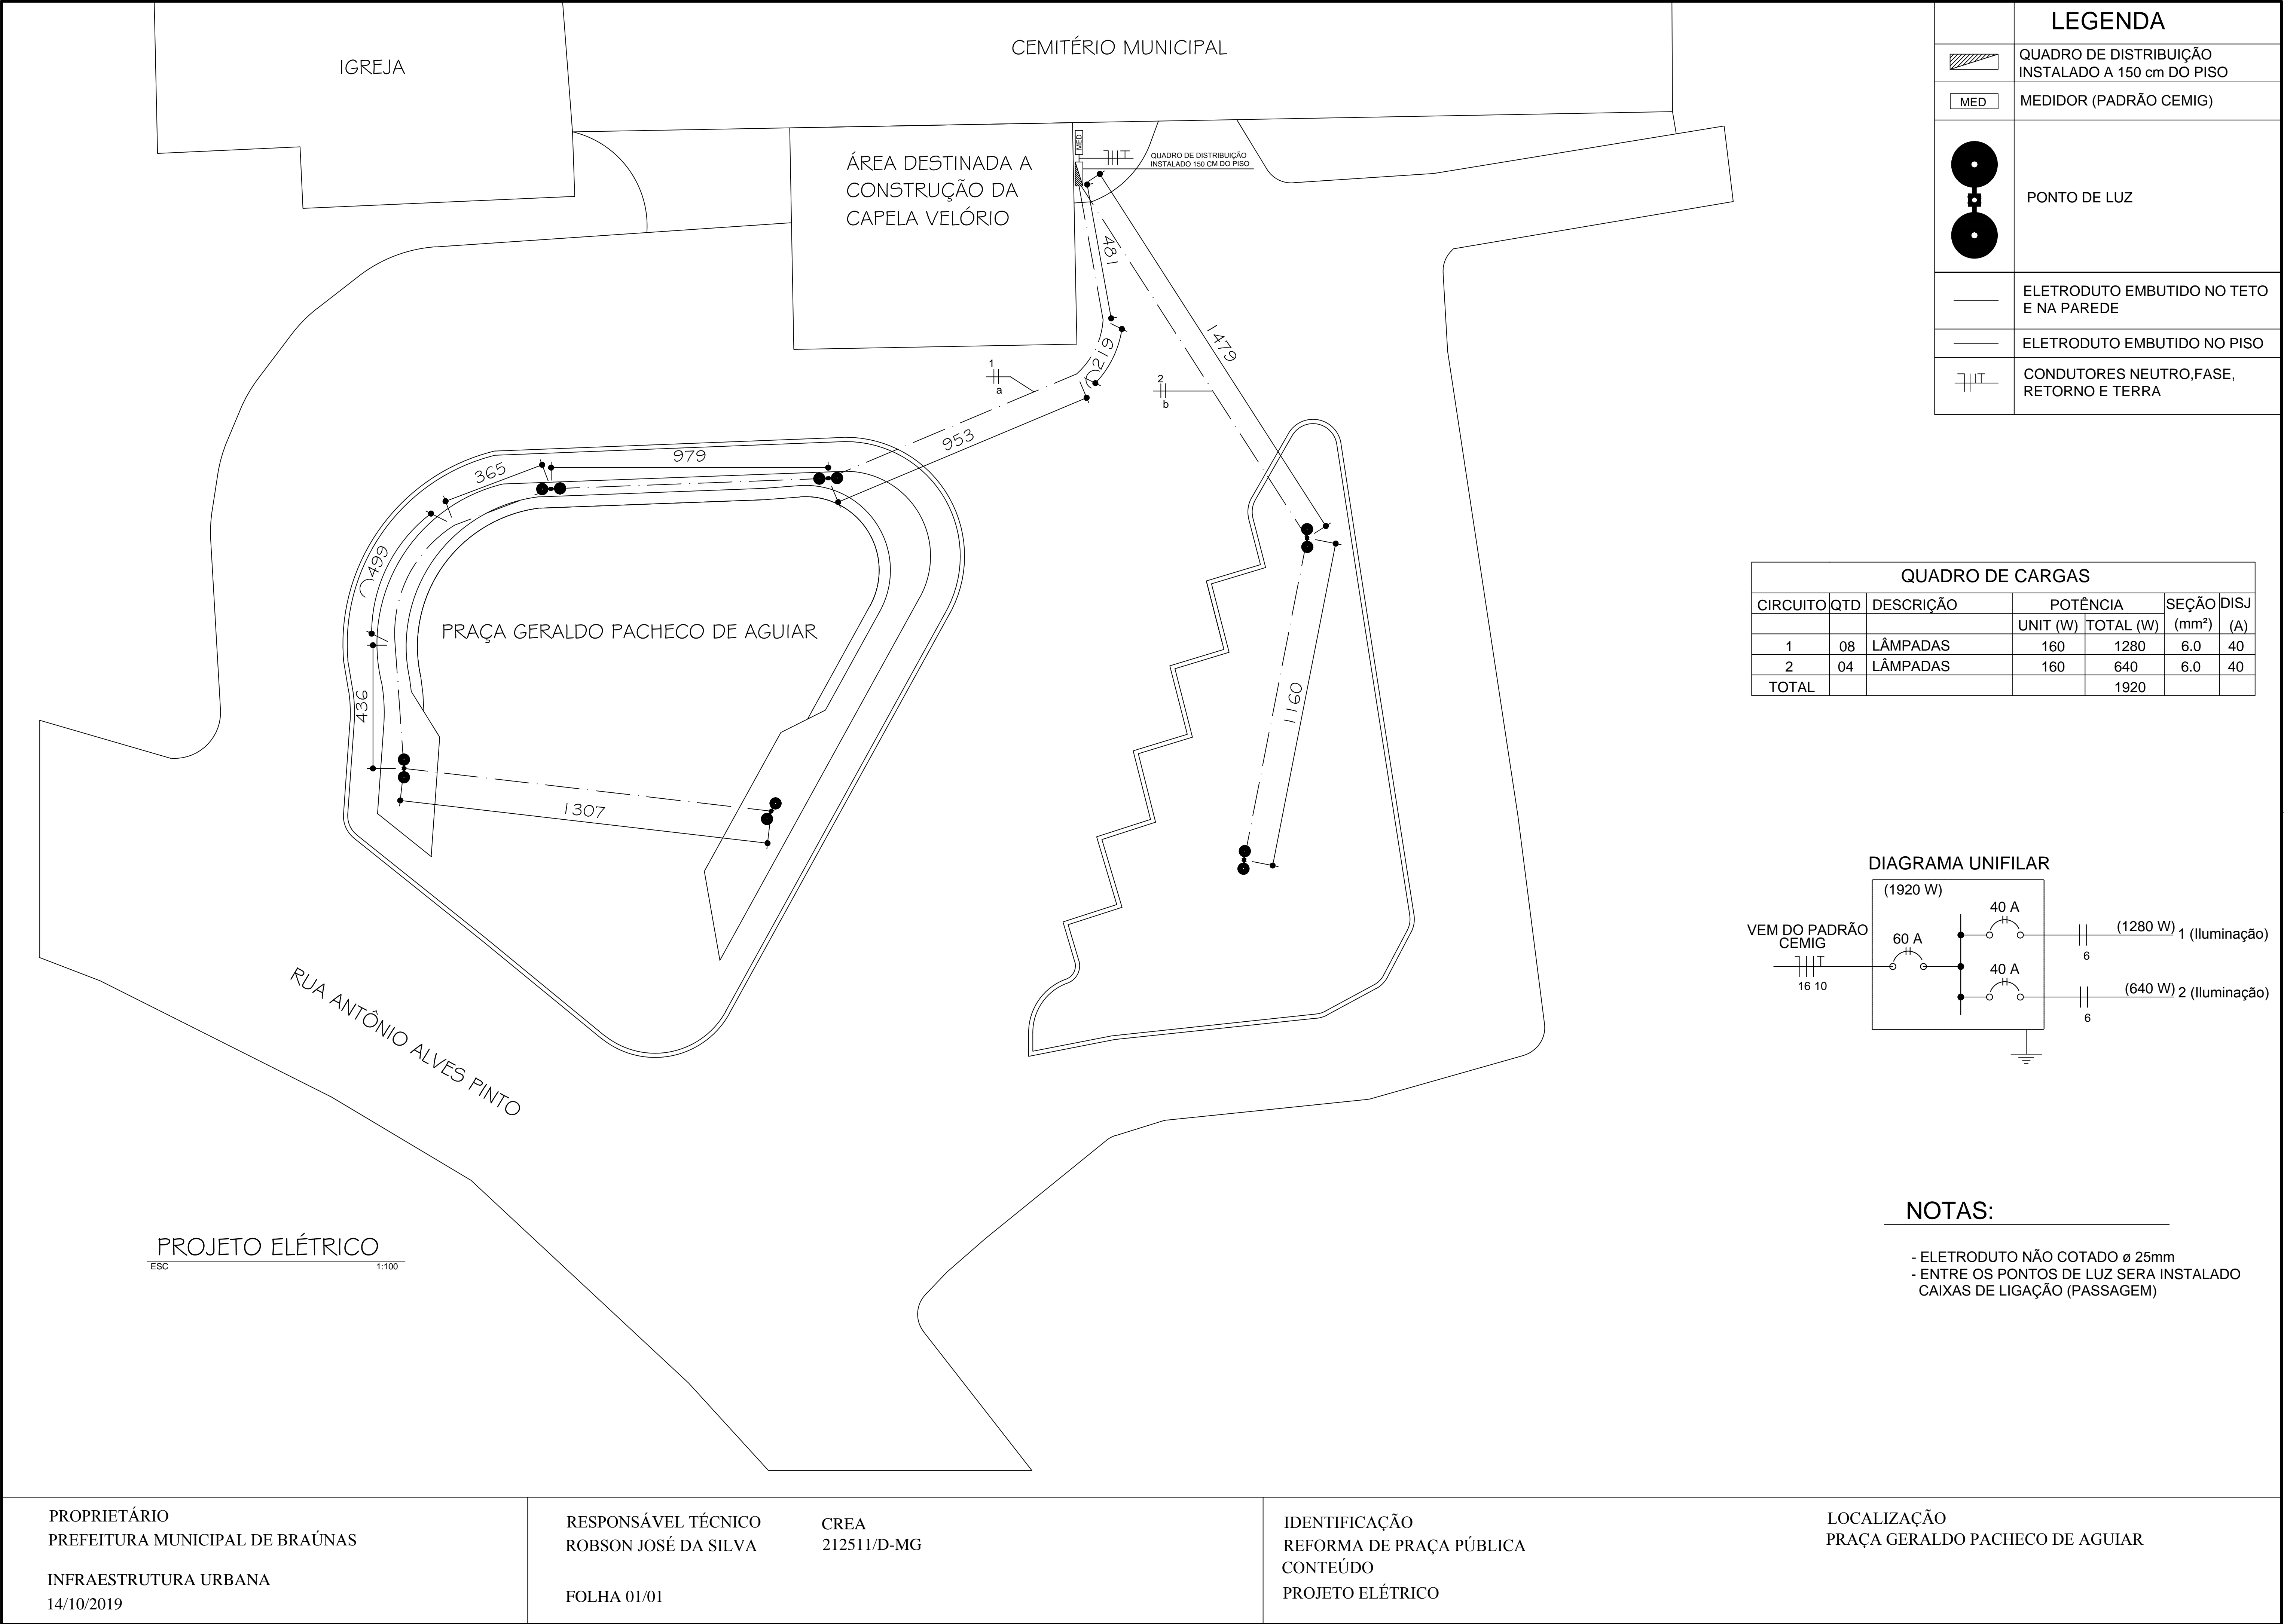 IGREJA
CEMITÉRIO MUNICIPAL
ÁREA DESTINADA A
CONSTRUÇÃO DA
CAPELA VELÓRIO
MED
QUADRO DE DISTRIBUIÇÃO
INSTALADO 150 CM DO PISO
481
219
1479
1
a
2
b
953
979
365
499
436
1307
1160
PRAÇA GERALDO PACHECO DE AGUIAR
RUA ANTÔNIO ALVES PINTO
PROJETO ELÉTRICO
ESC 1:100
LEGENDA
QUADRO DE DISTRIBUIÇÃO
INSTALADO A 150 cm DO PISO
MED MEDIDOR (PADRÃO CEMIG)
PONTO DE LUZ
ELETRODUTO EMBUTIDO NO TETO
E NA PAREDE
ELETRODUTO EMBUTIDO NO PISO
CONDUTORES NEUTRO,FASE,
RETORNO E TERRA
QUADRO DE CARGAS
CIRCUITO QTD DESCRIÇÃO POTÊNCIA SEÇÃO DISJ
UNIT (W) TOTAL (W) (mm²) (A)
1 08 LÂMPADAS 160 1280 6.0 40
2 04 LÂMPADAS 160 640 6.0 40
TOTAL 1920
DIAGRAMA UNIFILAR
(1920 W)
VEM DO PADRÃO
CEMIG
16 10
60 A
40 A
(1280 W) 1 (Iluminação)
6
40 A
(640 W) 2 (Iluminação)
6
NOTAS:
- ELETRODUTO NÃO COTADO ø 25mm
- ENTRE OS PONTOS DE LUZ SERA INSTALADO
CAIXAS DE LIGAÇÃO (PASSAGEM)
PROPRIETÁRIO
PREFEITURA MUNICIPAL DE BRAÚNAS
INFRAESTRUTURA URBANA
14/10/2019
RESPONSÁVEL TÉCNICO CREA
ROBSON JOSÉ DA SILVA 212511/D-MG
FOLHA 01/01
IDENTIFICAÇÃO
REFORMA DE PRAÇA PÚBLICA
CONTEÚDO
PROJETO ELÉTRICO
LOCALIZAÇÃO
PRAÇA GERALDO PACHECO DE AGUIAR